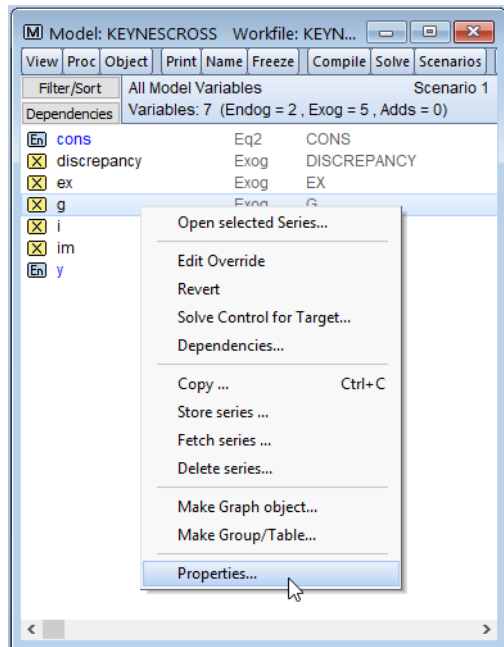 M Model: KEYNESCROSS Workfile: KEYN...
View Proc Object Print Name Freeze Compile Solve Scenarios
Filter/Sort All Model Variables Scenario 1
Dependencies Variables: 7 (Endog = 2 , Exog = 5 , Adds = 0)
En cons Eq2 CONS
X discrepancy Exog DISCREPANCY
X ex Exog EX
X g Exog G
X i
X im
En y
Open selected Series...
Edit Override
Revert
Solve Control for Target...
Dependencies...
Copy ... Ctrl+C
Store series ...
Fetch series ...
Delete series...
Make Graph object...
Make Group/Table...
Properties...